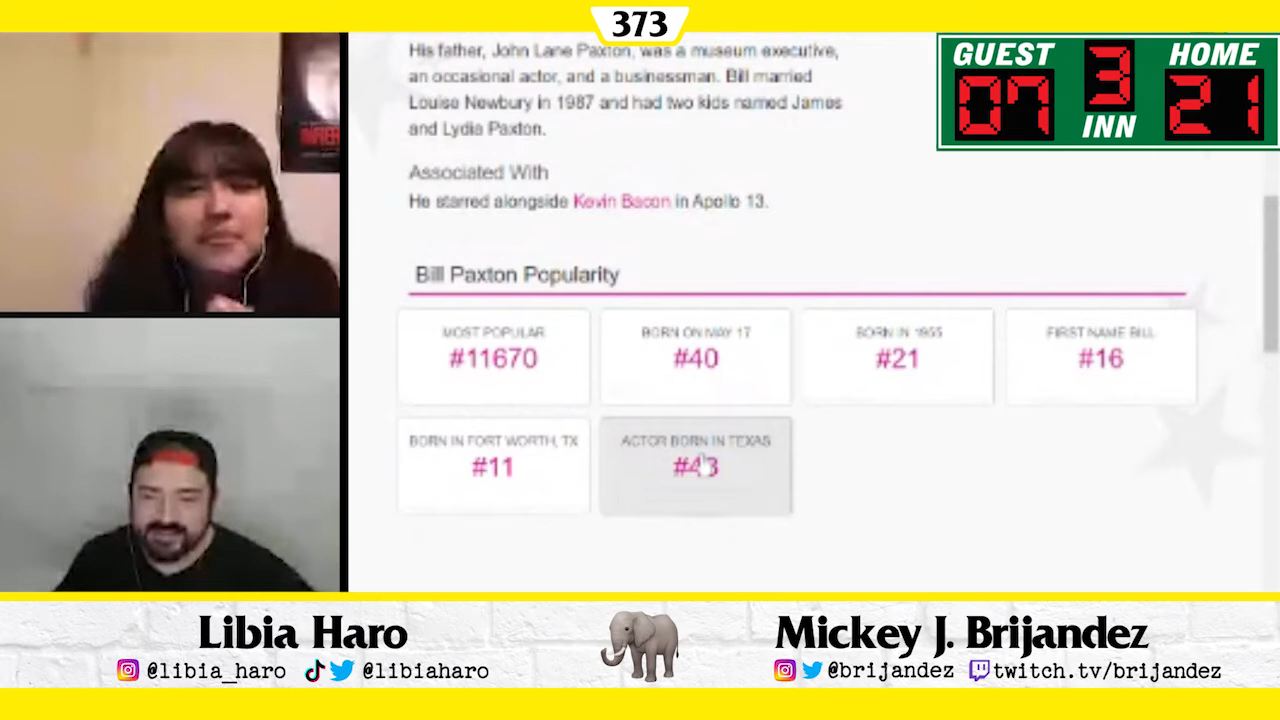 373
His father, John Lane Paxton, was a museum executive,
an occasional actor, and a businessman. Bill married
Louise Newbury in 1987 and had two kids named James
and Lydia Paxton.
Associated With
He starred alongside Kevin Bacon in Apollo 13.
Bill Paxton Popularity
MOST POPULAR
#11670
BORN ON MAY 17
#40
BORN IN 1955
#21
FIRST NAME BILL
#16
BORN IN FORT WORTH, TX
#11
ACTOR BORN IN TEXAS
#43
GUEST 3 HOME
07 INN 21
Libia Haro
@libia_haro @libiaharo
Mickey J. Brijandez
@brijandez twitch.tv/brijandez